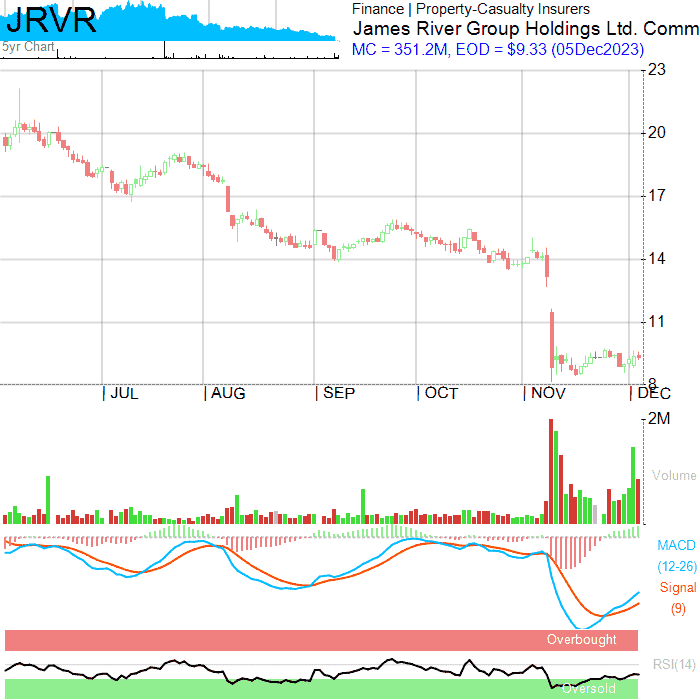 JRVR
5yr Chart
Finance | Property-Casualty Insurers
James River Group Holdings Ltd. Comm
MC = 351.2M, EOD = $9.33 (05Dec2023)
23
20
17
14
11
8
JUL AUG SEP OCT NOV DEC
2M
Volume
MACD
(12-26)
Signal
(9)
Overbought
RSI(14)
Oversold